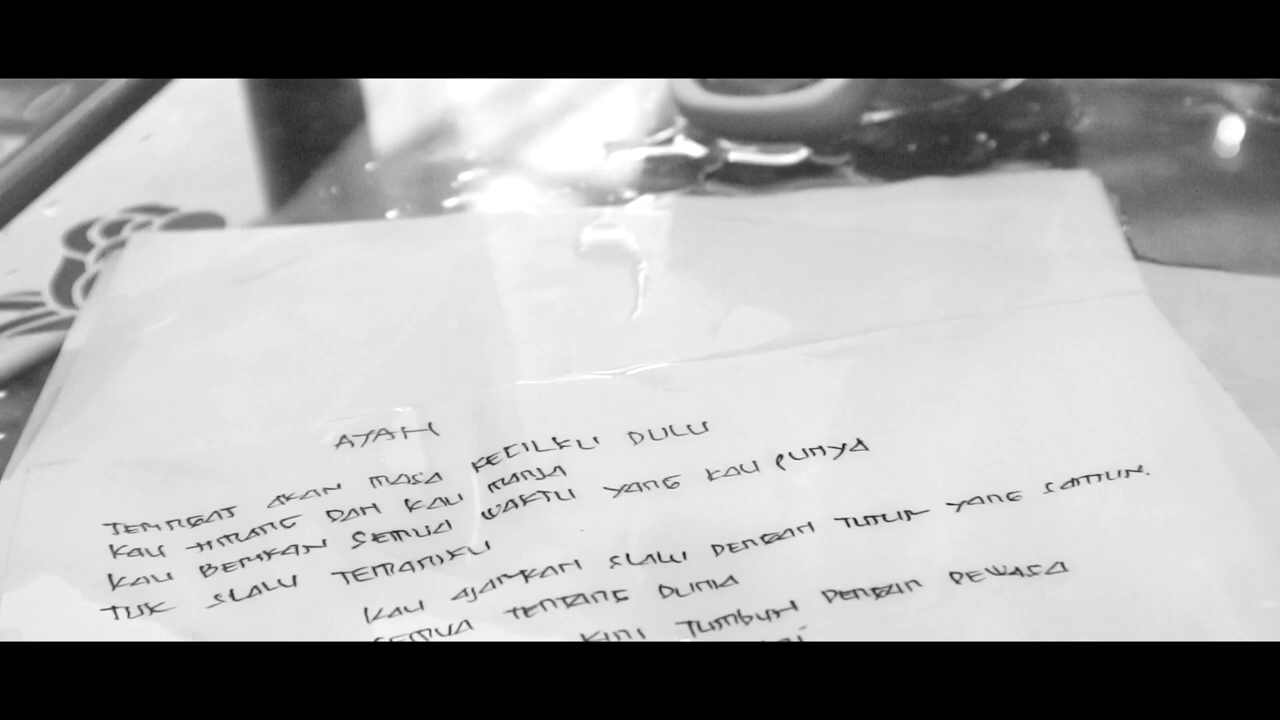 AYAH
TERINGAT AKAN MASA KECILKU DULU
KAU TIMANG DAN KAU MANJA
KAU BERIKAN SEMUA WAKTU YANG KAU PUNYA
TUK SLALU TEMANIKU
KAU AJARKAN SLALU DENGAN TUTUR YANG SANTUN.
SEMUA TENTANG DUNIA
KINI TUMBUH DENGAN DEWASA